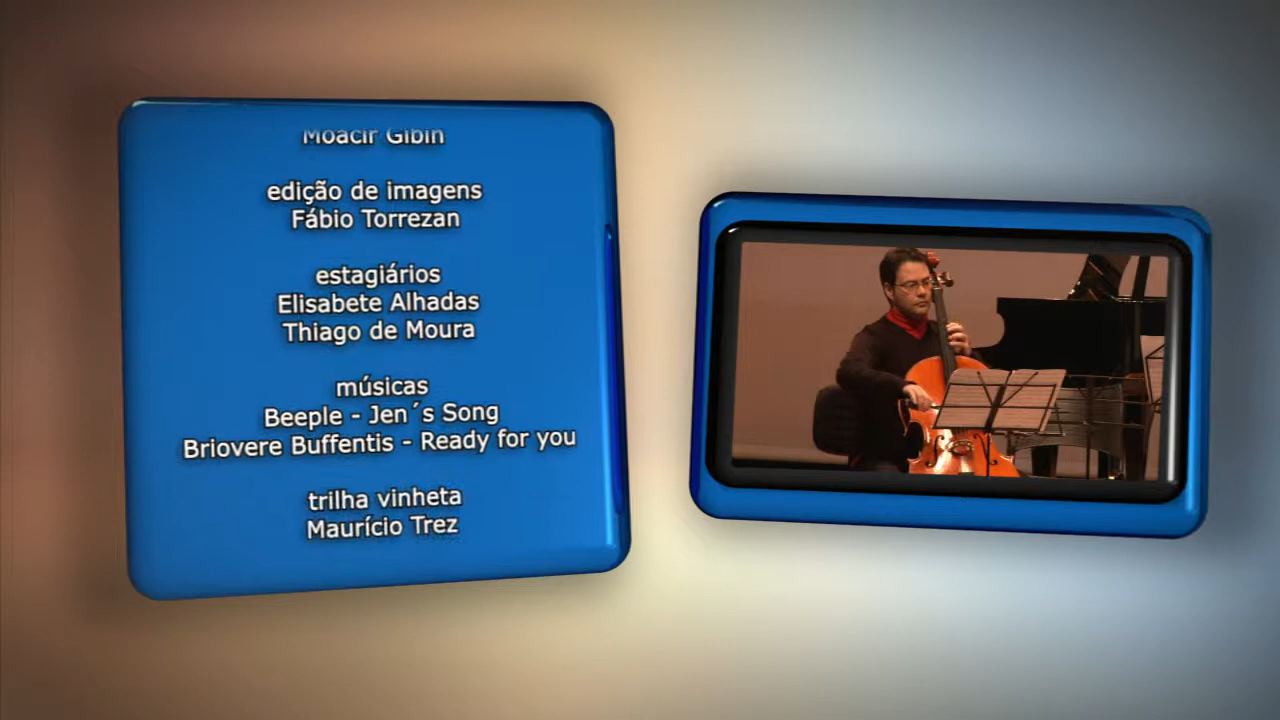 Moacir Gibin
edição de imagens
Fábio Torrezan
estagiários
Elisabete Alhadas
Thiago de Moura
músicas
Beeple - Jen´s Song
Briovere Buffentis - Ready for you
trilha vinheta
Maurício Trez